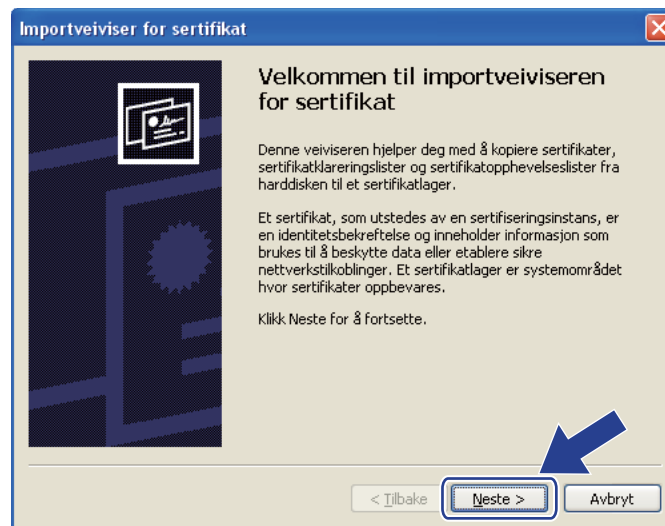 Importveiviser for sertifikat
Velkommen til importveiviseren
for sertifikat
Denne veiviseren hjelper deg med å kopiere sertifikater,
sertifikatklareringslister og sertifikatopphevelseslister fra
harddisken til et sertifikatlager.
Et sertifikat, som utstedes av en sertifiseringsinstans, er
en identitetsbekreftelse og inneholder informasjon som
brukes til å beskytte data eller etablere sikre
nettverkstilkoblinger. Et sertifikatlager er systemområdet
hvor sertifikater oppbevares.
Klikk Neste for å fortsette.
< Tilbake Neste > Avbryt